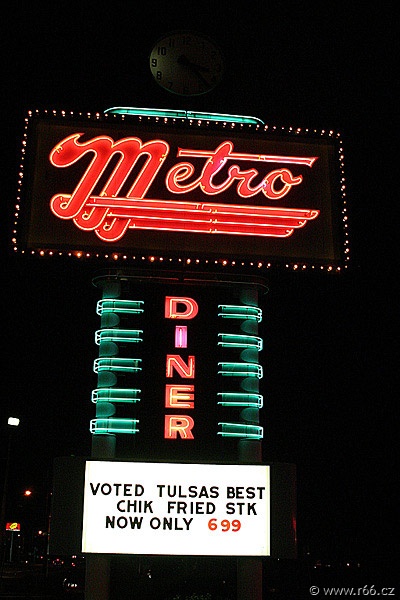 Metro
DINER
VOTED TULSAS BEST
CHIK FRIED STK
NOW ONLY 699
© www.r66.cz